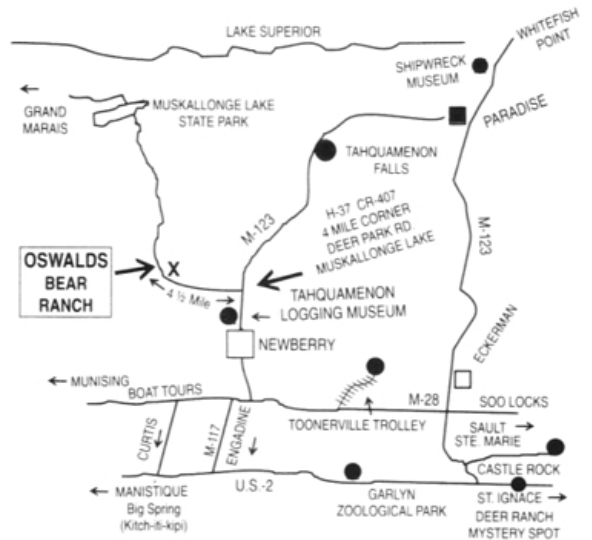 LAKE SUPERIOR
WHITEFISH
POINT
SHIPWRECK
MUSEUM
GRAND
MARAIS
MUSKALLONGE LAKE
STATE PARK
PARADISE
TAHQUAMENON
FALLS
M-123
H-37 CR-407
4 MILE CORNER
DEER PARK RD
MUSKALLONGE LAKE
M-123
OSWALDS
BEAR
RANCH
X
4 ½ Mile
TAHQUAMENON
LOGGING MUSEUM
NEWBERRY
ECKERMAN
MUNISING
BOAT TOURS
M-28
SOO LOCKS
CURTIS
M-117
ENGADINE
TOONERVILLE TROLLEY
SAULT
STE. MARIE
CASTLE ROCK
U.S.-2
MANISTIQUE
Big Spring
(Kitch-iti-kipi)
GARLYN
ZOOLOGICAL PARK
ST. IGNACE
DEER RANCH
MYSTERY SPOT